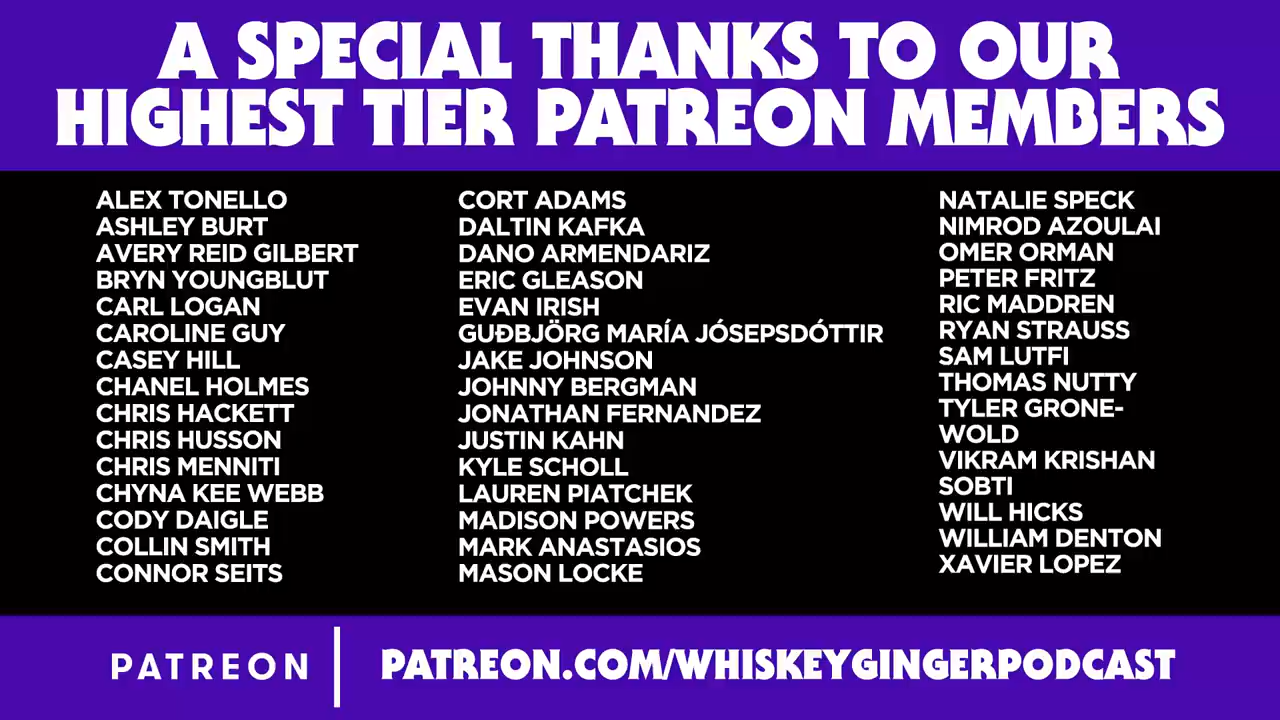 A SPECIAL THANKS TO OUR
HIGHEST TIER PATREON MEMBERS
ALEX TONELLO
ASHLEY BURT
AVERY REID GILBERT
BRYN YOUNGBLUT
CARL LOGAN
CAROLINE GUY
CASEY HILL
CHANEL HOLMES
CHRIS HACKETT
CHRIS HUSSON
CHRIS MENNITI
CHYNA KEE WEBB
CODY DAIGLE
COLLIN SMITH
CONNOR SEITS
CORT ADAMS
DALTIN KAFKA
DANO ARMENDARIZ
ERIC GLEASON
EVAN IRISH
GUÐBJÖRG MARÍA JÓSEPSDÓTTIR
JAKE JOHNSON
JOHNNY BERGMAN
JONATHAN FERNANDEZ
JUSTIN KAHN
KYLE SCHOLL
LAUREN PIATCHEK
MADISON POWERS
MARK ANASTASIOS
MASON LOCKE
NATALIE SPECK
NIMROD AZOULAI
OMER ORMAN
PETER FRITZ
RIC MADDREN
RYAN STRAUSS
SAM LUTFI
THOMAS NUTTY
TYLER GRONE-
WOLD
VIKRAM KRISHAN
SOBTI
WILL HICKS
WILLIAM DENTON
XAVIER LOPEZ
PATREON
PATREON.COM/WHISKEYGINGERPODCAST